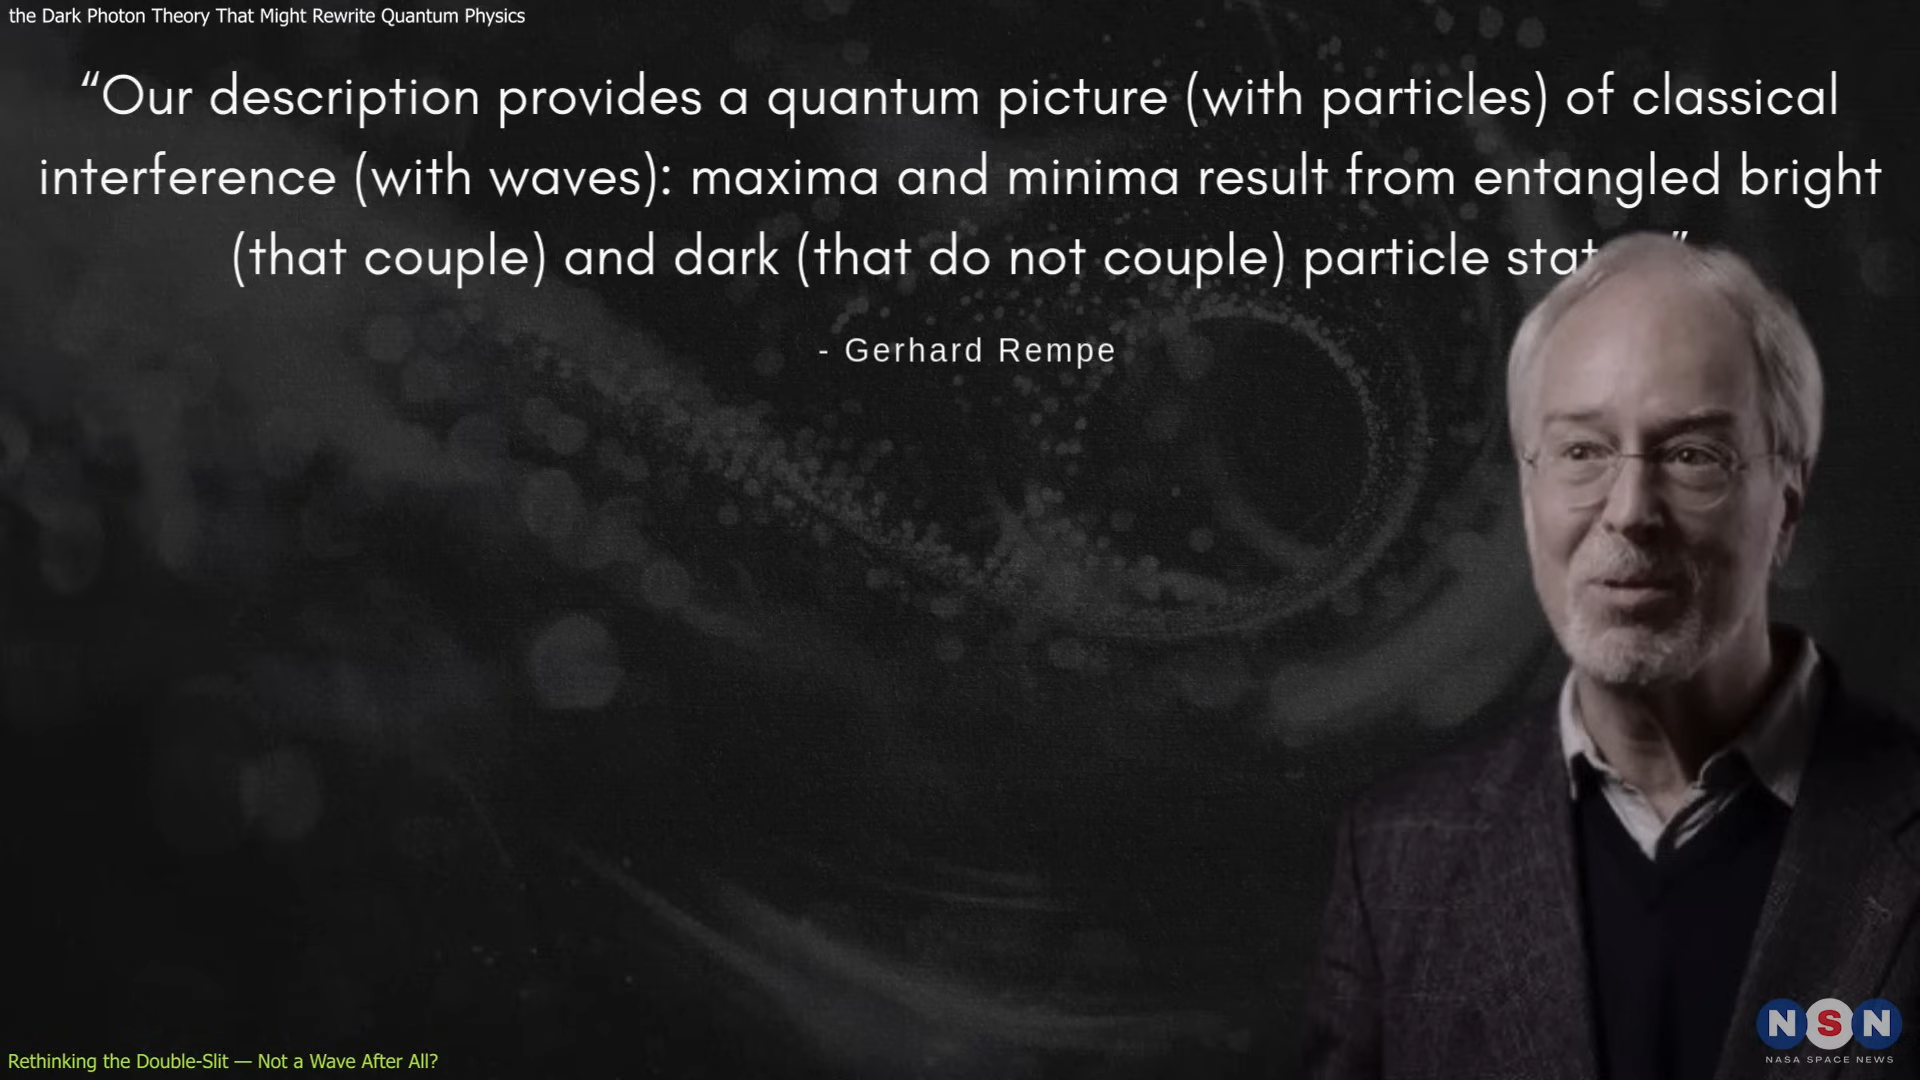 the Dark Photon Theory That Might Rewrite Quantum Physics
“Our description provides a quantum picture (with particles) of classical
interference (with waves): maxima and minima result from entangled bright
(that couple) and dark (that do not couple) particle stat ”
- Gerhard Rempe
NSN
NASA SPACE NEWS
Rethinking the Double-Slit — Not a Wave After All?